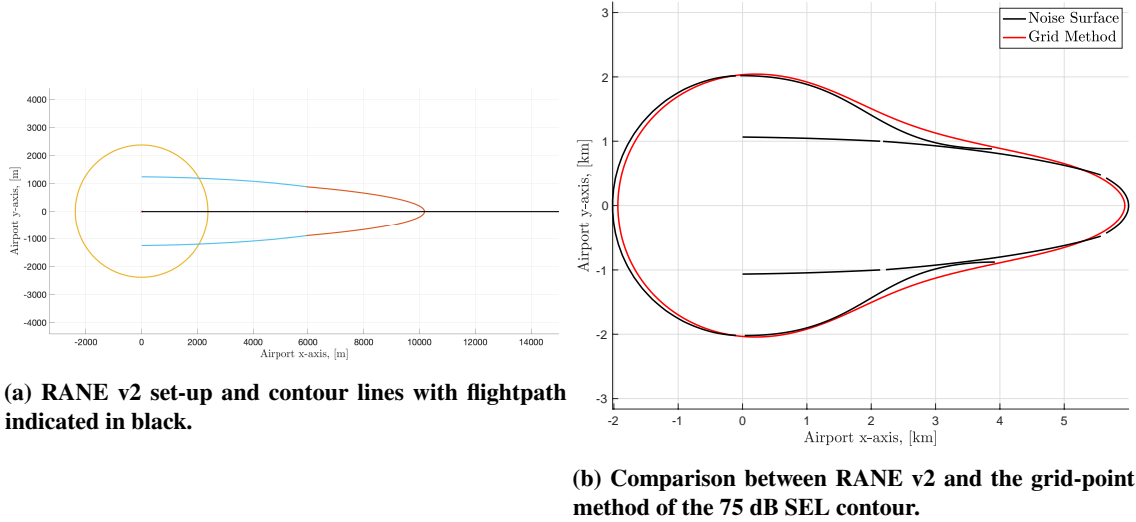 4000
3000
2000
1000
0
-1000
-2000
-3000
-4000
Airport y-axis, [m]
-2000 0 2000 4000 6000 8000 10000 12000 14000
Airport x-axis, [m]
(a) RANE v2 set-up and contour lines with flightpath
indicated in black.
Noise Surface
Grid Method
3
2
1
0
-1
-2
-3
Airport y-axis, [km]
-2 -1 0 1 2 3 4 5
Airport x-axis, [km]
(b) Comparison between RANE v2 and the grid-point
method of the 75 dB SEL contour.